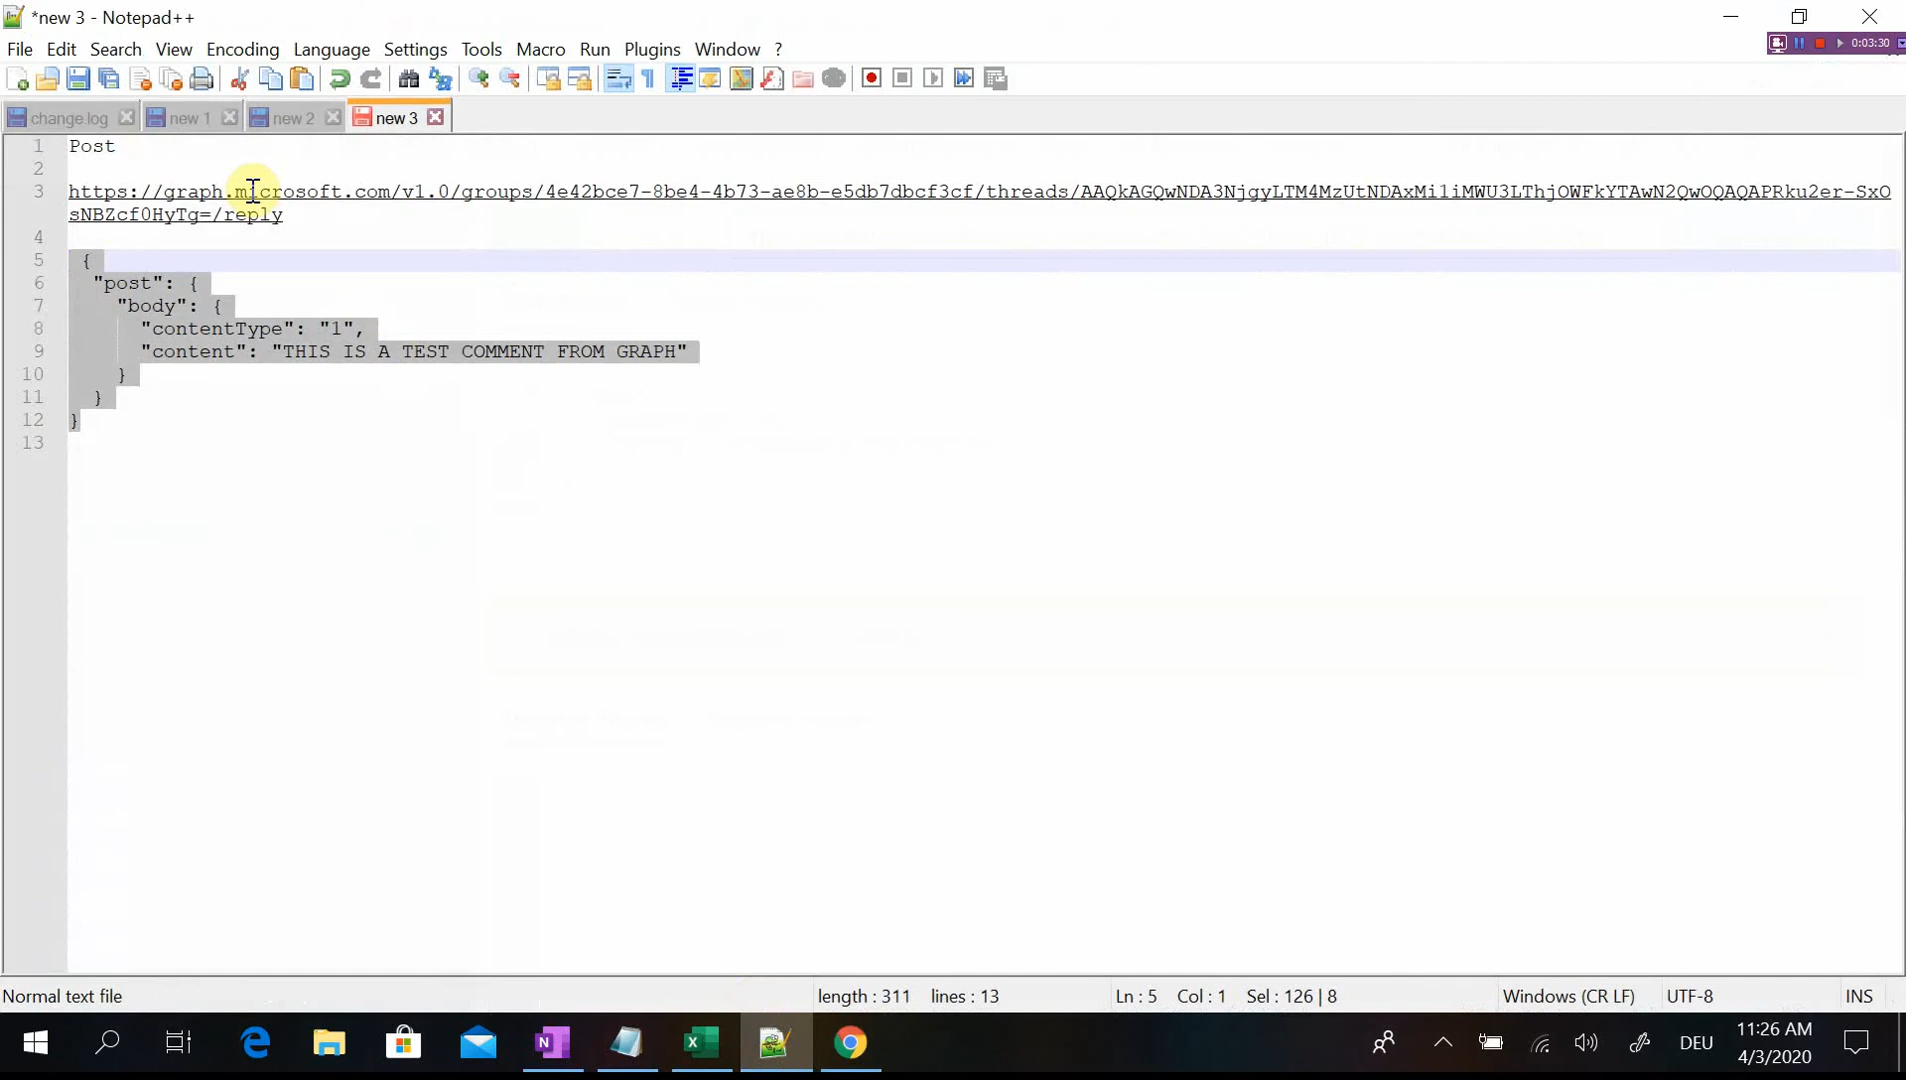 *new 3 - Notepad++
0:03:30
File Edit Search View Encoding Language Settings Tools Macro Run Plugins Window ?
change.log new 1 new 2 new 3
1 Post
2
3 https://graph.microsoft.com/v1.0/groups/4e42bce7-8be4-4b73-ae8b-e5db7dbcf3cf/threads/AAQkAGQwNDA3NjgyLTM4MzUtNDAxMi1iMWU3LThjOWFkYTAwN2QwOQAQAPRku2er-SxO
sNBZcf0HyTg=/reply
4
5 {
6 "post": {
7 "body": {
8 "contentType": "1",
9 "content": "THIS IS A TEST COMMENT FROM GRAPH"
10 }
11 }
12 }
13
Normal text file length : 311 lines : 13 Ln : 5 Col : 1 Sel : 126 | 8 Windows (CR LF) UTF-8 INS
DEU
11:26 AM
4/3/2020